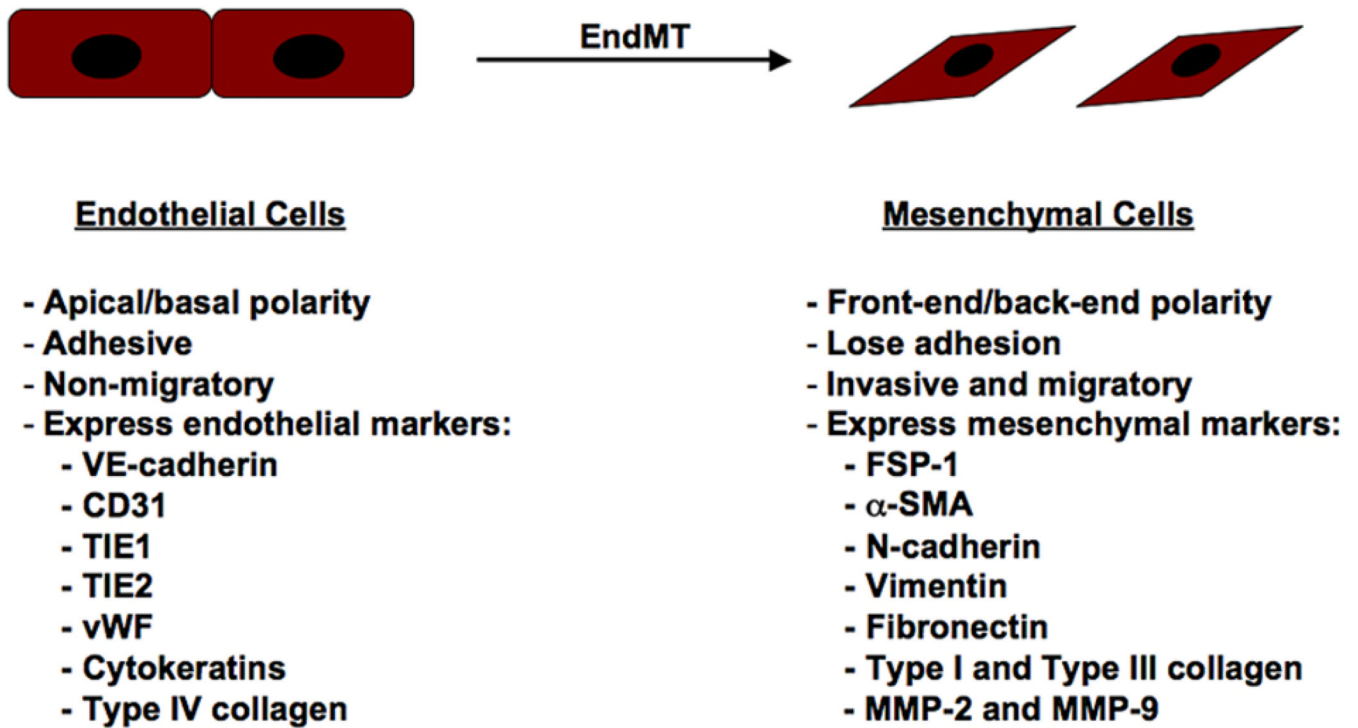 EndMT
Endothelial Cells
- Apical/basal polarity
- Adhesive
- Non-migratory
- Express endothelial markers:
- VE-cadherin
- CD31
- TIE1
- TIE2
- vWF
- Cytokeratins
- Type IV collagen
Mesenchymal Cells
- Front-end/back-end polarity
- Lose adhesion
- Invasive and migratory
- Express mesenchymal markers:
- FSP-1
- α-SMA
- N-cadherin
- Vimentin
- Fibronectin
- Type I and Type III collagen
- MMP-2 and MMP-9